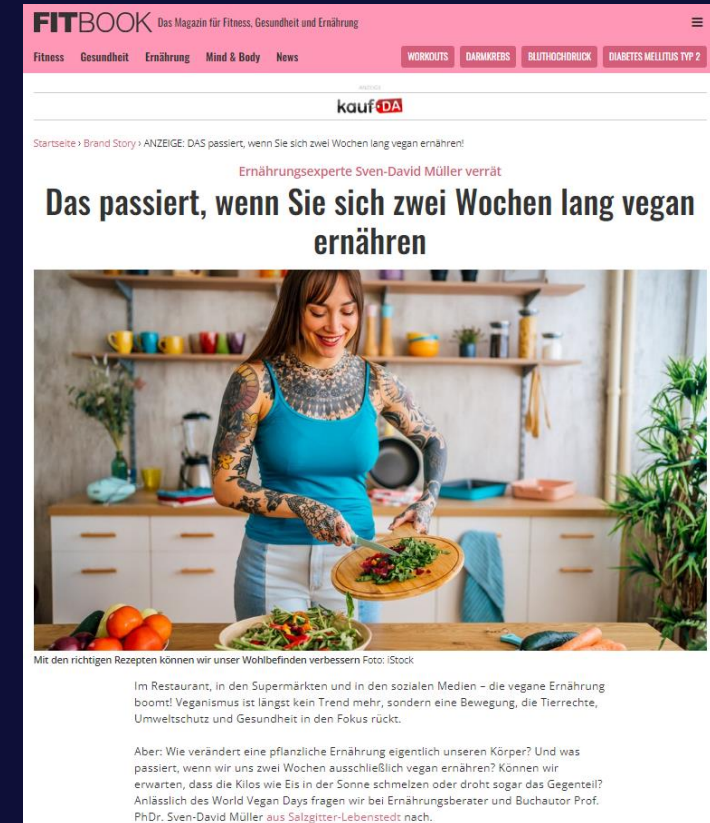 FITBOOK Das Magazin für Fitness, Gesundheit und Ernährung
Fitness Gesundheit Ernährung Mind & Body News WORKOUTS DARMKREBS BLUTHOCHDRUCK DIABETES MELLITUS TYP 2
ANZEIGE
kaufDA
Startseite › Brand Story › ANZEIGE: DAS passiert, wenn Sie sich zwei Wochen lang vegan ernähren!
Ernährungsexperte Sven-David Müller verrät
Das passiert, wenn Sie sich zwei Wochen lang vegan
ernähren
Mit den richtigen Rezepten können wir unser Wohlbefinden verbessern Foto: iStock
Im Restaurant, in den Supermärkten und in den sozialen Medien – die vegane Ernährung
boomt! Veganismus ist längst kein Trend mehr, sondern eine Bewegung, die Tierrechte,
Umweltschutz und Gesundheit in den Fokus rückt.
Aber: Wie verändert eine pflanzliche Ernährung eigentlich unseren Körper? Und was
passiert, wenn wir uns zwei Wochen ausschließlich vegan ernähren? Können wir
erwarten, dass die Kilos wie Eis in der Sonne schmelzen oder droht sogar das Gegenteil?
Anlässlich des World Vegan Days fragen wir bei Ernährungsberater und Buchautor Prof.
PhDr. Sven-David Müller aus Salzgitter-Lebenstedt nach.